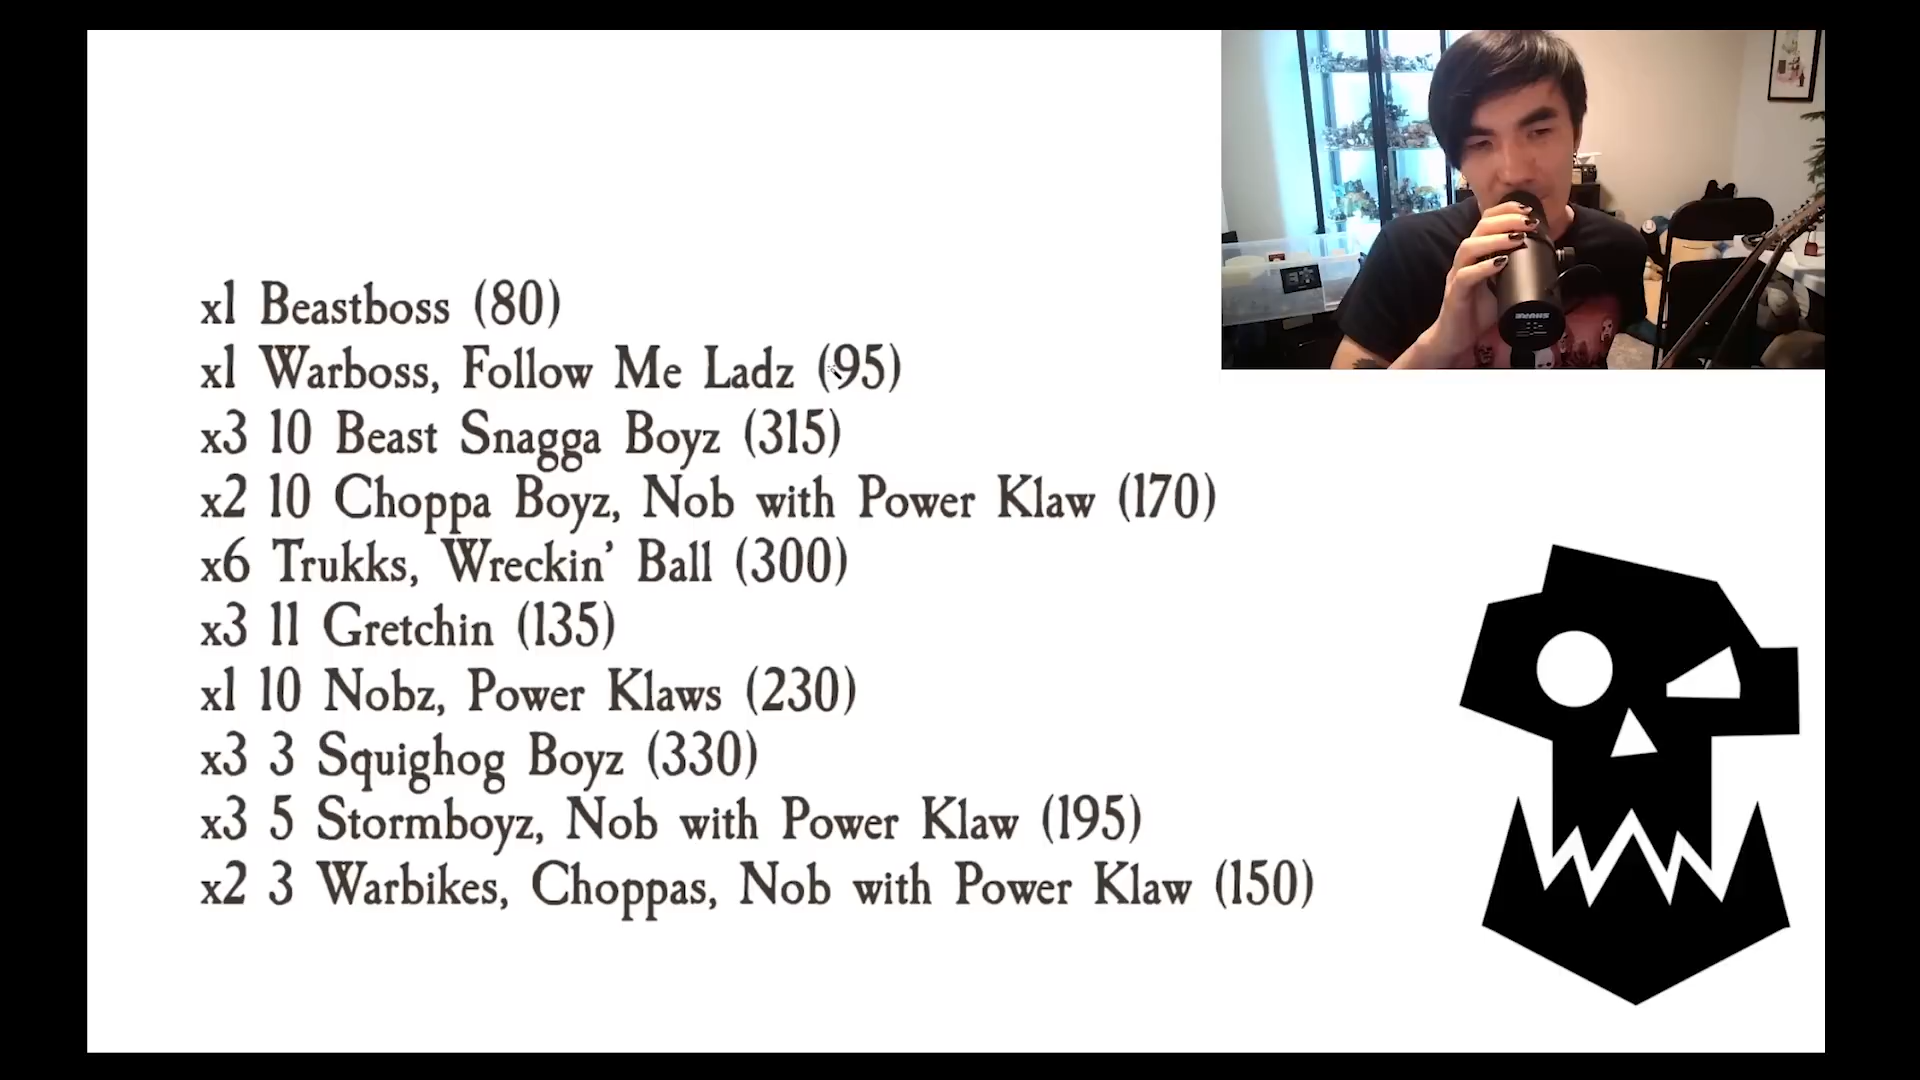 x1 Beastboss (80)
x1 Warboss, Follow Me Ladz (95)
x3 10 Beast Snagga Boyz (315)
x2 10 Choppa Boyz, Nob with Power Klaw (170)
x6 Trukks, Wreckin' Ball (300)
x3 11 Gretchin (135)
x1 10 Nobz, Power Klaws (230)
x3 3 Squighog Boyz (330)
x3 5 Stormboyz, Nob with Power Klaw (195)
x2 3 Warbikes, Choppas, Nob with Power Klaw (150)
SHURE